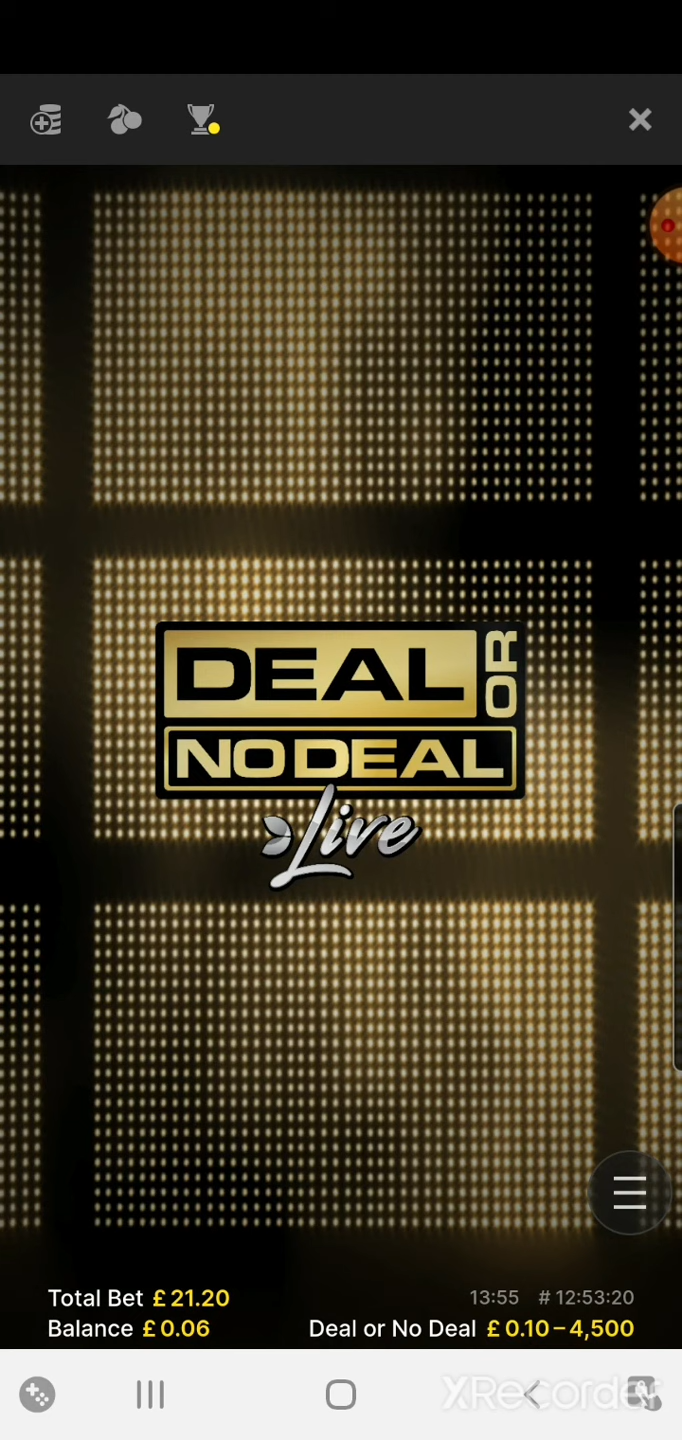 DEAL OR
NO DEAL
Live
Total Bet £ 21.20
13:55 # 12:53:20
Balance £ 0.06
Deal or No Deal £ 0.10 – 4,500
XRecorder